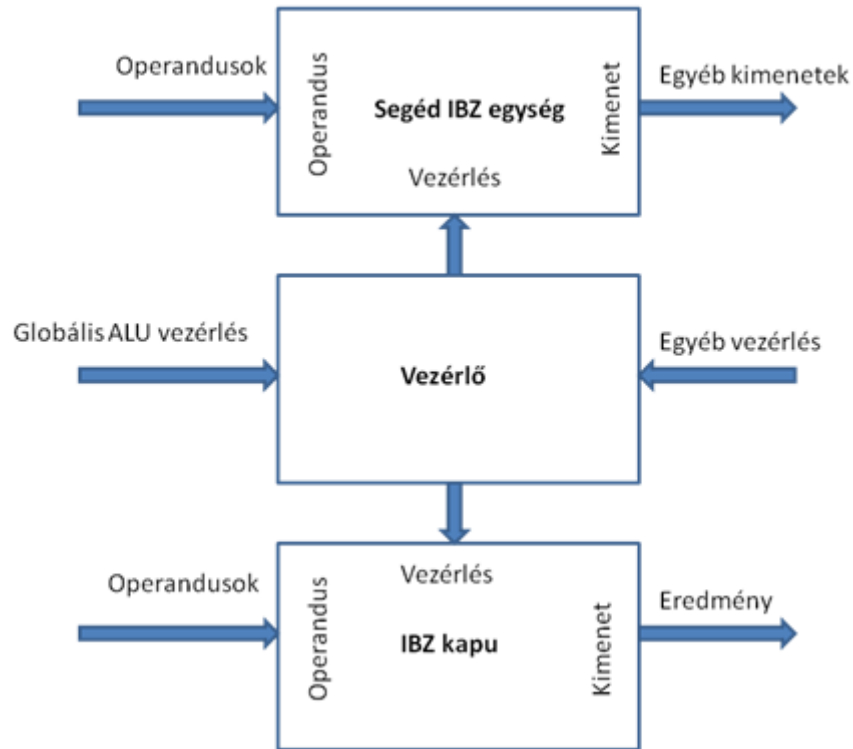 Operandusok
Operandus
Segéd IBZ egység
Vezérlés
Kimenet
Egyéb kimenetek
Globális ALU vezérlés
Vezérlő
Egyéb vezérlés
Operandusok
Operandus
Vezérlés
IBZ kapu
Kimenet
Eredmény